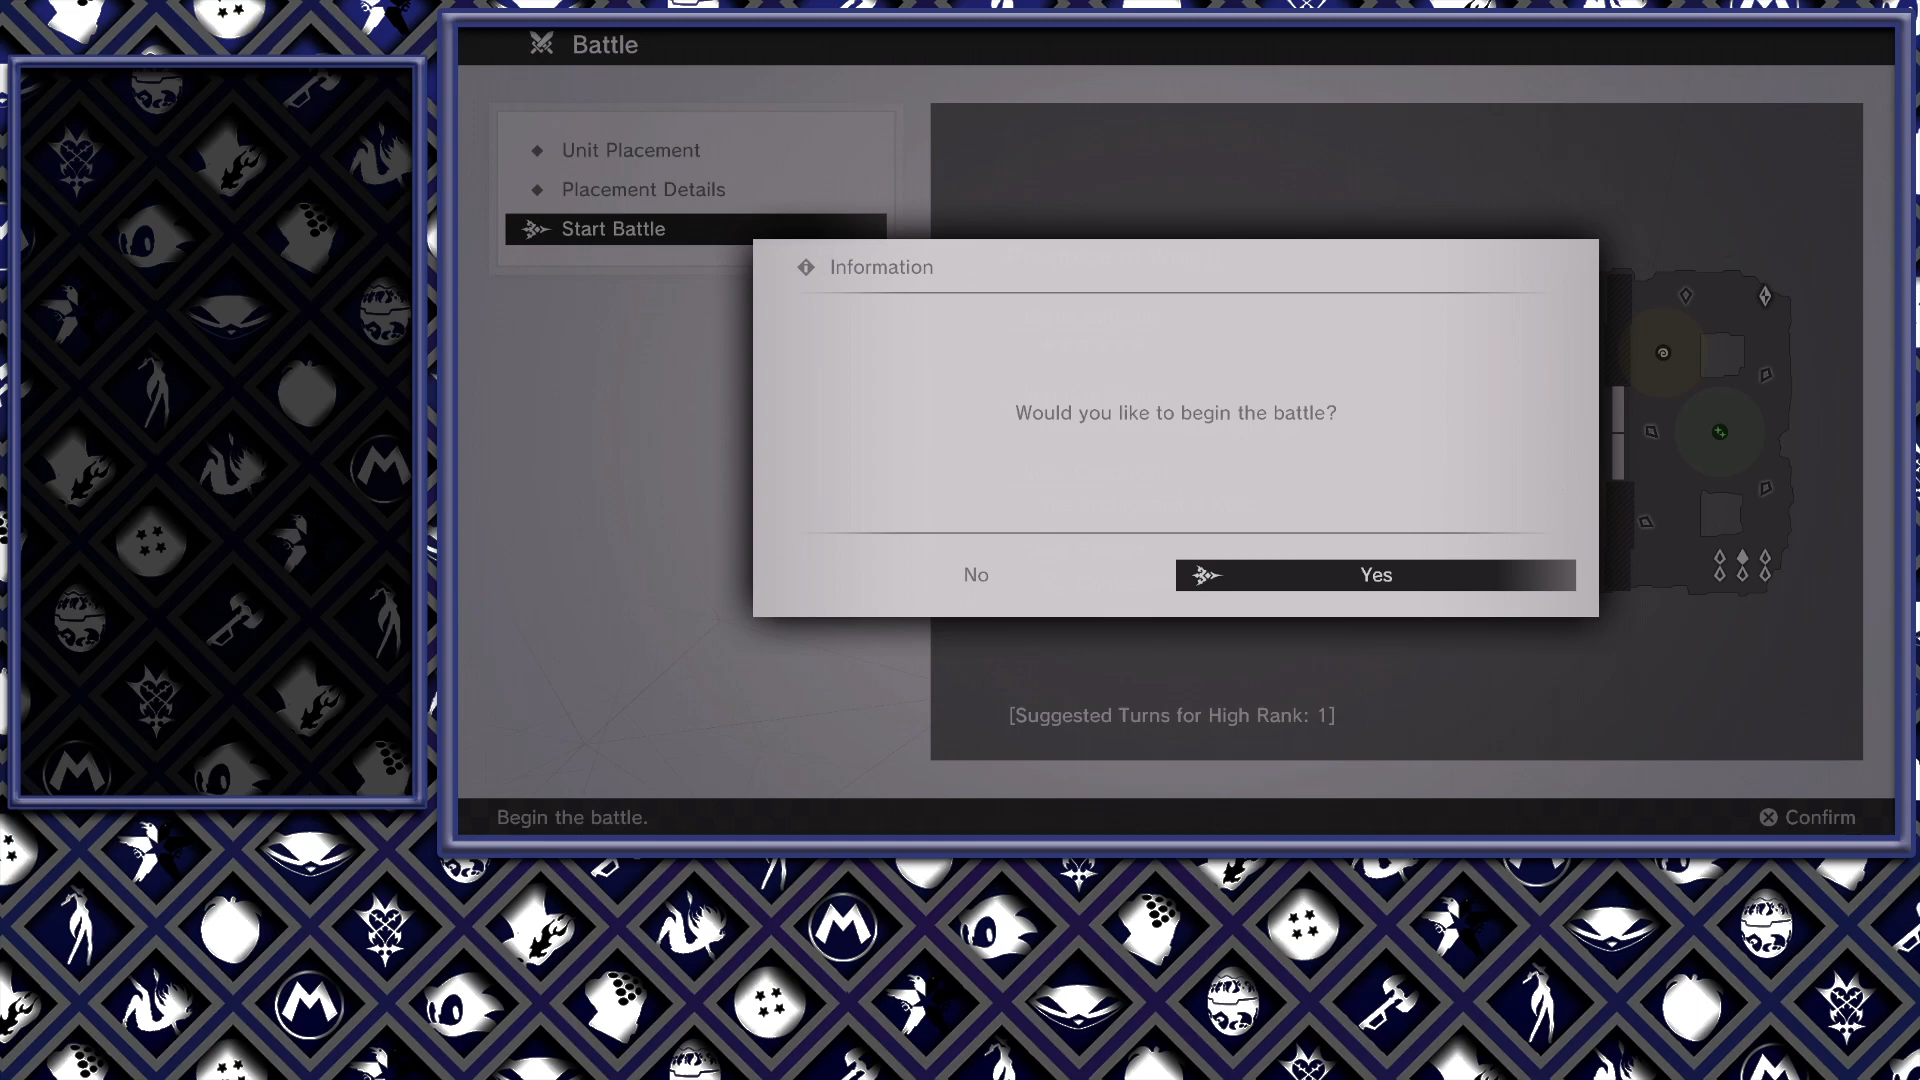 Battle
Unit Placement
Placement Details
Start Battle
Information
Would you like to begin the battle?
No
Yes
[Suggested Turns for High Rank: 1]
Begin the battle.
Confirm